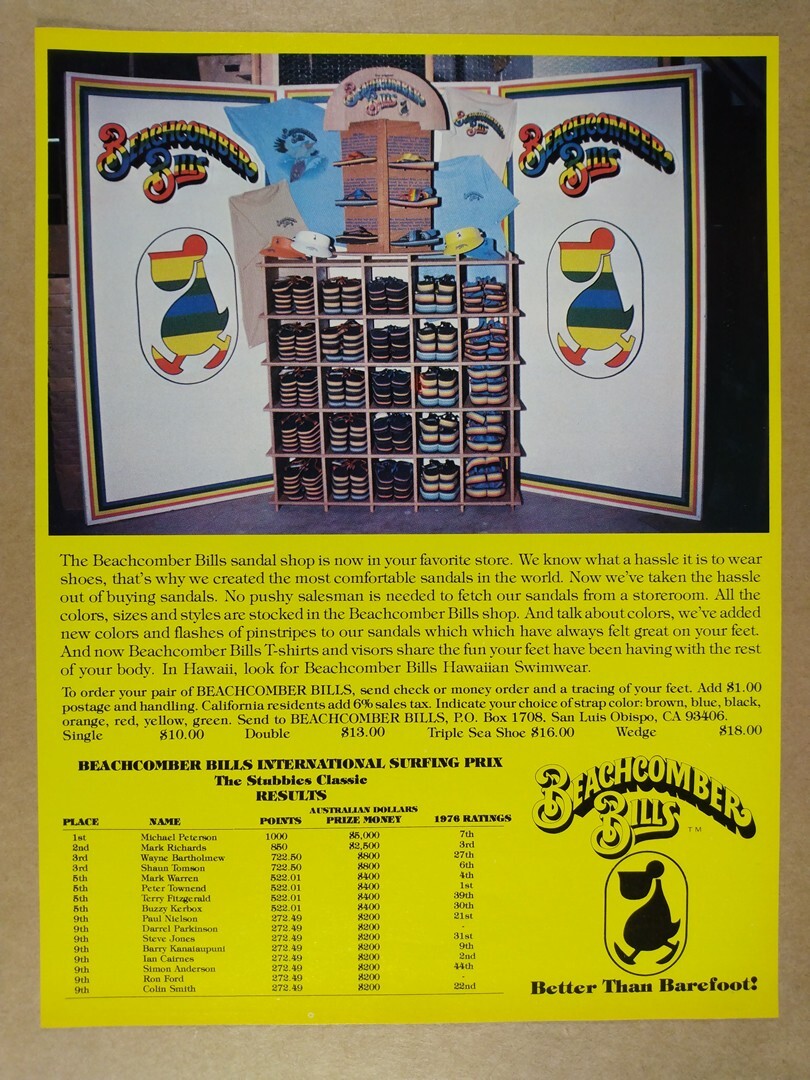 BEACHCOMBER
BILLS
BEACHCOMBER
BILLS
BEACHCOMBER
BILLS
The Beachcomber Bills sandal shop is now in your favorite store. We know what a hassle it is to wear
shoes, that's why we created the most comfortable sandals in the world. Now we've taken the hassle
out of buying sandals. No pushy salesman is needed to fetch our sandals from a storeroom. All the
colors, sizes and styles are stocked in the Beachcomber Bills shop. And talk about colors, we've added
new colors and flashes of pinstripes to our sandals which which have always felt great on your feet.
And now Beachcomber Bills T-shirts and visors share the fun your feet have been having with the rest
of your body. In Hawaii, look for Beachcomber Bills Hawaiian Swimwear.
To order your pair of BEACHCOMBER BILLS, send check or money order and a tracing of your feet. Add $1.00
postage and handling. California residents add 6% sales tax. Indicate your choice of strap color: brown, blue, black,
orange, red, yellow, green. Send to BEACHCOMBER BILLS, P.O. Box 1708, San Luis Obispo, CA 93406.
Single $10.00 Double $13.00 Triple Sea Shoe $16.00 Wedge $18.00
BEACHCOMBER BILLS INTERNATIONAL SURFING PRIX
The Stubbies Classic
RESULTS
PLACE NAME POINTS AUSTRALIAN DOLLARS PRIZE MONEY 1976 RATINGS
1st Michael Peterson 1000 $5,000 7th
2nd Mark Richards 850 $2,500 3rd
3rd Wayne Bartholmew 722.50 $800 27th
3rd Shaun Tomson 722.50 $800 6th
5th Mark Warren 522.01 $400 4th
5th Peter Townend 522.01 $400 1st
5th Terry Fitzgerald 522.01 $400 39th
5th Buzzy Kerbox 522.01 $400 30th
9th Paul Nielson 272.49 $200 21st
9th Darrel Parkinson 272.49 $200 -
9th Steve Jones 272.49 $200 31st
9th Barry Kanaiaupuni 272.49 $200 9th
9th Ian Cairnes 272.49 $200 2nd
9th Simon Anderson 272.49 $200 44th
9th Ron Ford 272.49 $200 -
9th Colin Smith 272.49 $200 22nd
BEACHCOMBER
BILLS TM
Better Than Barefoot!